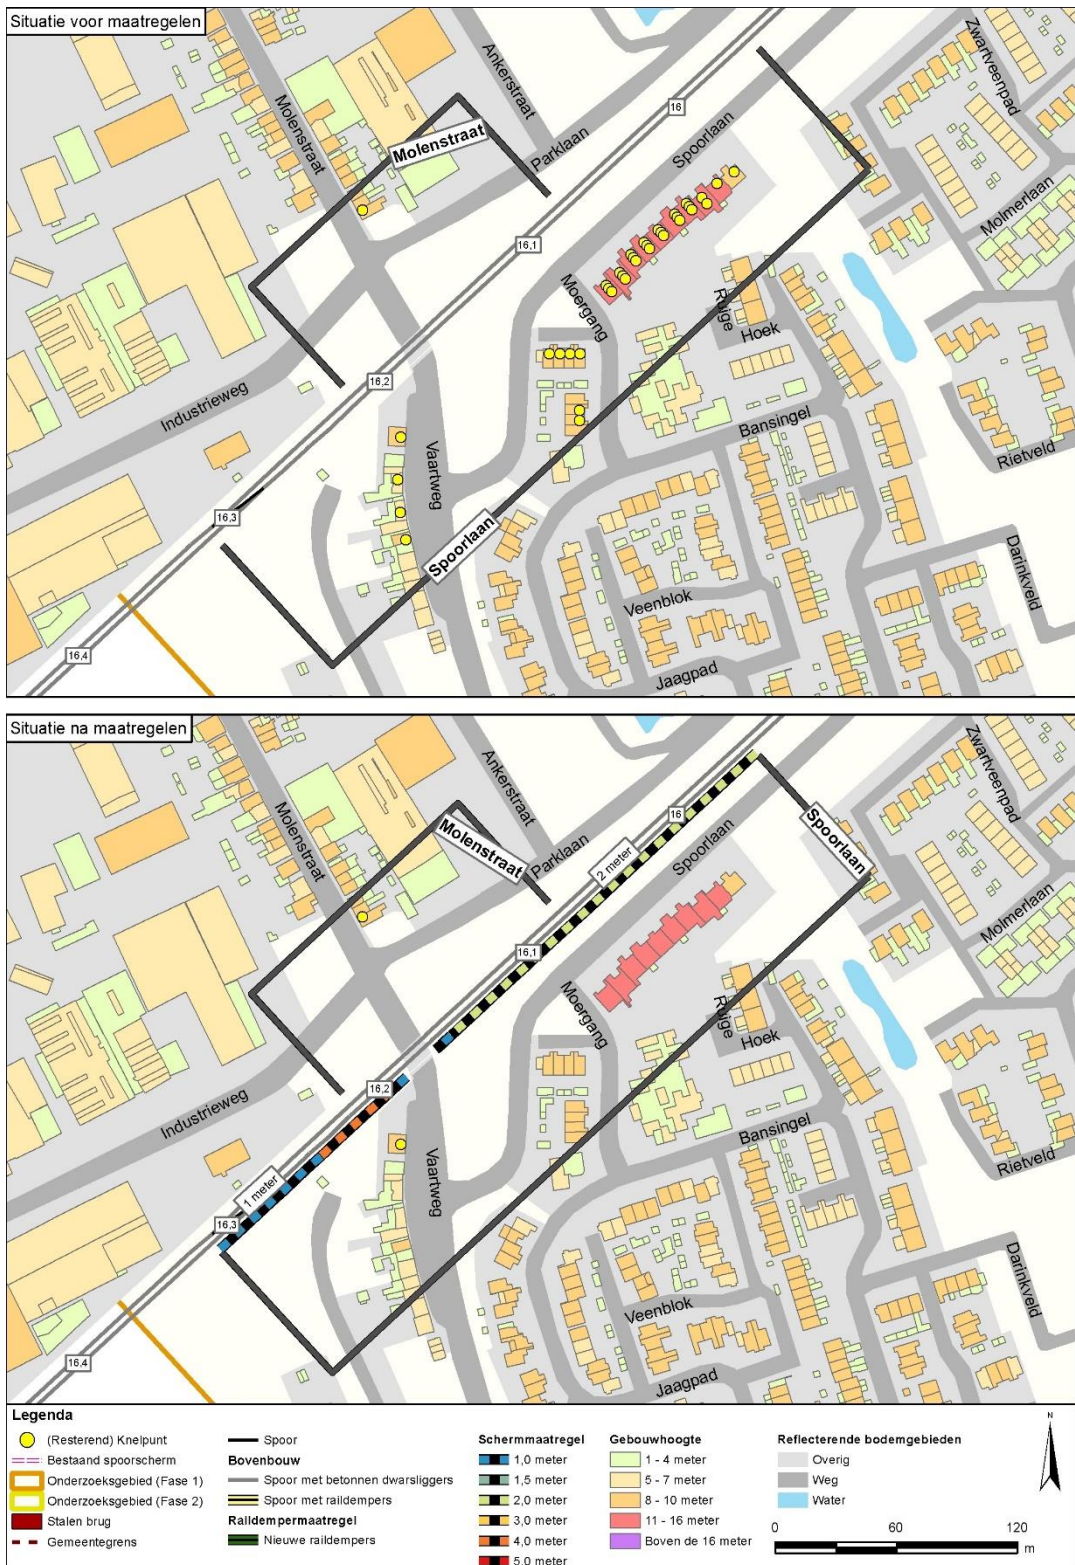 Situatie voor maatregelen
Zwartveenpad
Ankerstraat
Molenstraat
Molenstraat
16
Parklaan
Spoorlaan
Molmerlaan
16,1
Moergang
Ruige
Hoek
16,2
Industrieweg
Bansingel
Rietveld
Vaartweg
16,3
Spoorlaan
Darinkveld
Veenblok
16,4
Jaagpad
Situatie na maatregelen
Zwartveenpad
Ankerstraat
Molenstraat
16
Spoorlaan
Molenstraat
Parklaan
2 meter
Spoorlaan
Molmerlaan
16,1
Moergang
Ruige
Hoek
16,2
Industrieweg
Bansingel
Rietveld
Vaartweg
1 meter
16,3
Darinkveld
Veenblok
16,4
Jaagpad
Legenda
(Resterend) Knelpunt
Bestaand spoorscherm
Onderzoeksgebied (Fase 1)
Onderzoeksgebied (Fase 2)
Stalen brug
Gemeentegrens
Spoor
Bovenbouw
Spoor met betonnen dwarsliggers
Spoor met raildempers
Raildempermaatregel
Nieuwe raildempers
Schermmaatregel
1,0 meter
1,5 meter
2,0 meter
3,0 meter
4,0 meter
5,0 meter
Gebouwhoogte
1 - 4 meter
5 - 7 meter
8 - 10 meter
11 - 16 meter
Boven de 16 meter
Reflecterende bodemgebieden
Overig
Weg
Water
N
0 60 120
m